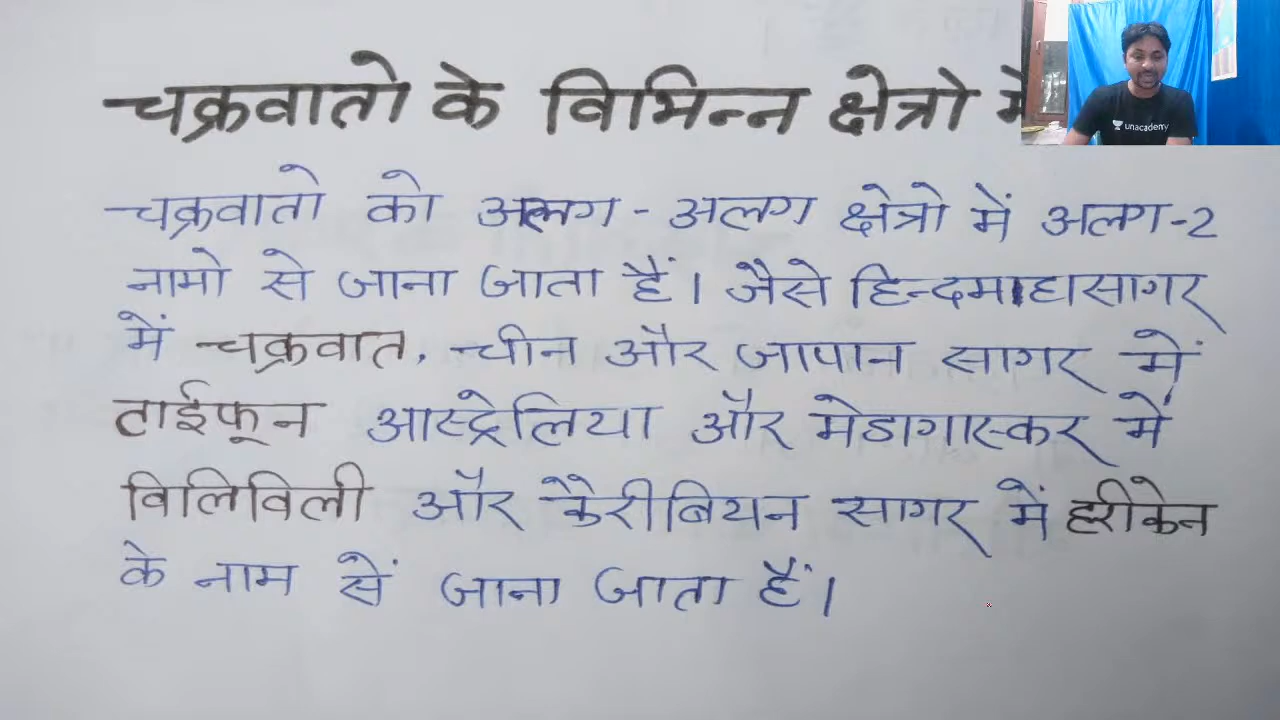 चक्रवातो के विभिन्न क्षेत्रो में
चक्रवातो को अलग - अलग क्षेत्रो में अलग-2
नामो से जाना जाता हैं। जैसे हिन्दमाहासागर
में चक्रवात, चीन और जापान सागर में
टाईफून आस्ट्रेलिया और मेडागास्कर में
विलिविली और कैरीबियन सागर में हरीकेन
के नाम सें जाना जाता हैं।
unacademy